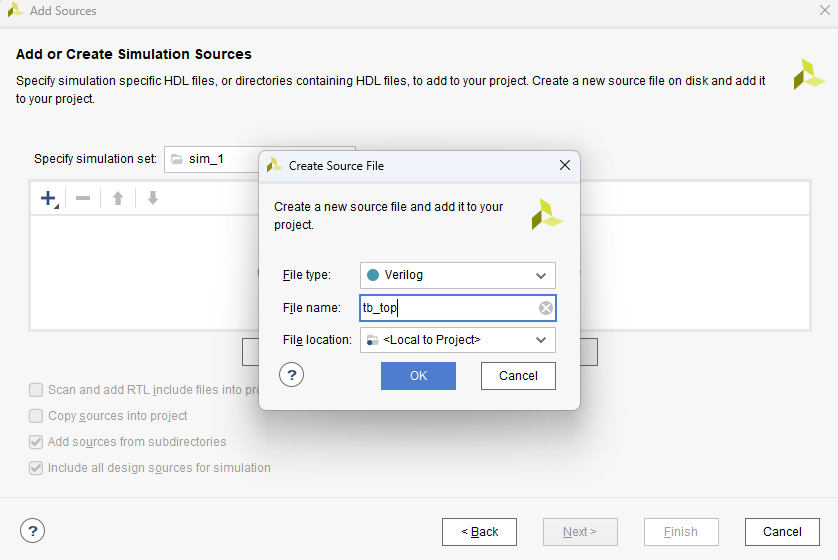 Add Sources
Add or Create Simulation Sources
Specify simulation specific HDL files, or directories containing HDL files, to add to your project. Create a new source file on disk and add it
to your project.
Specify simulation set: sim_1
Create Source File
Create a new source file and add it to your
project.
File type: Verilog
File name: tb_top
File location: <Local to Project>
? OK Cancel
Scan and add RTL include files into
Copy sources into project
Add sources from subdirectories
Include all design sources for simulation
? < Back Next > Finish Cancel